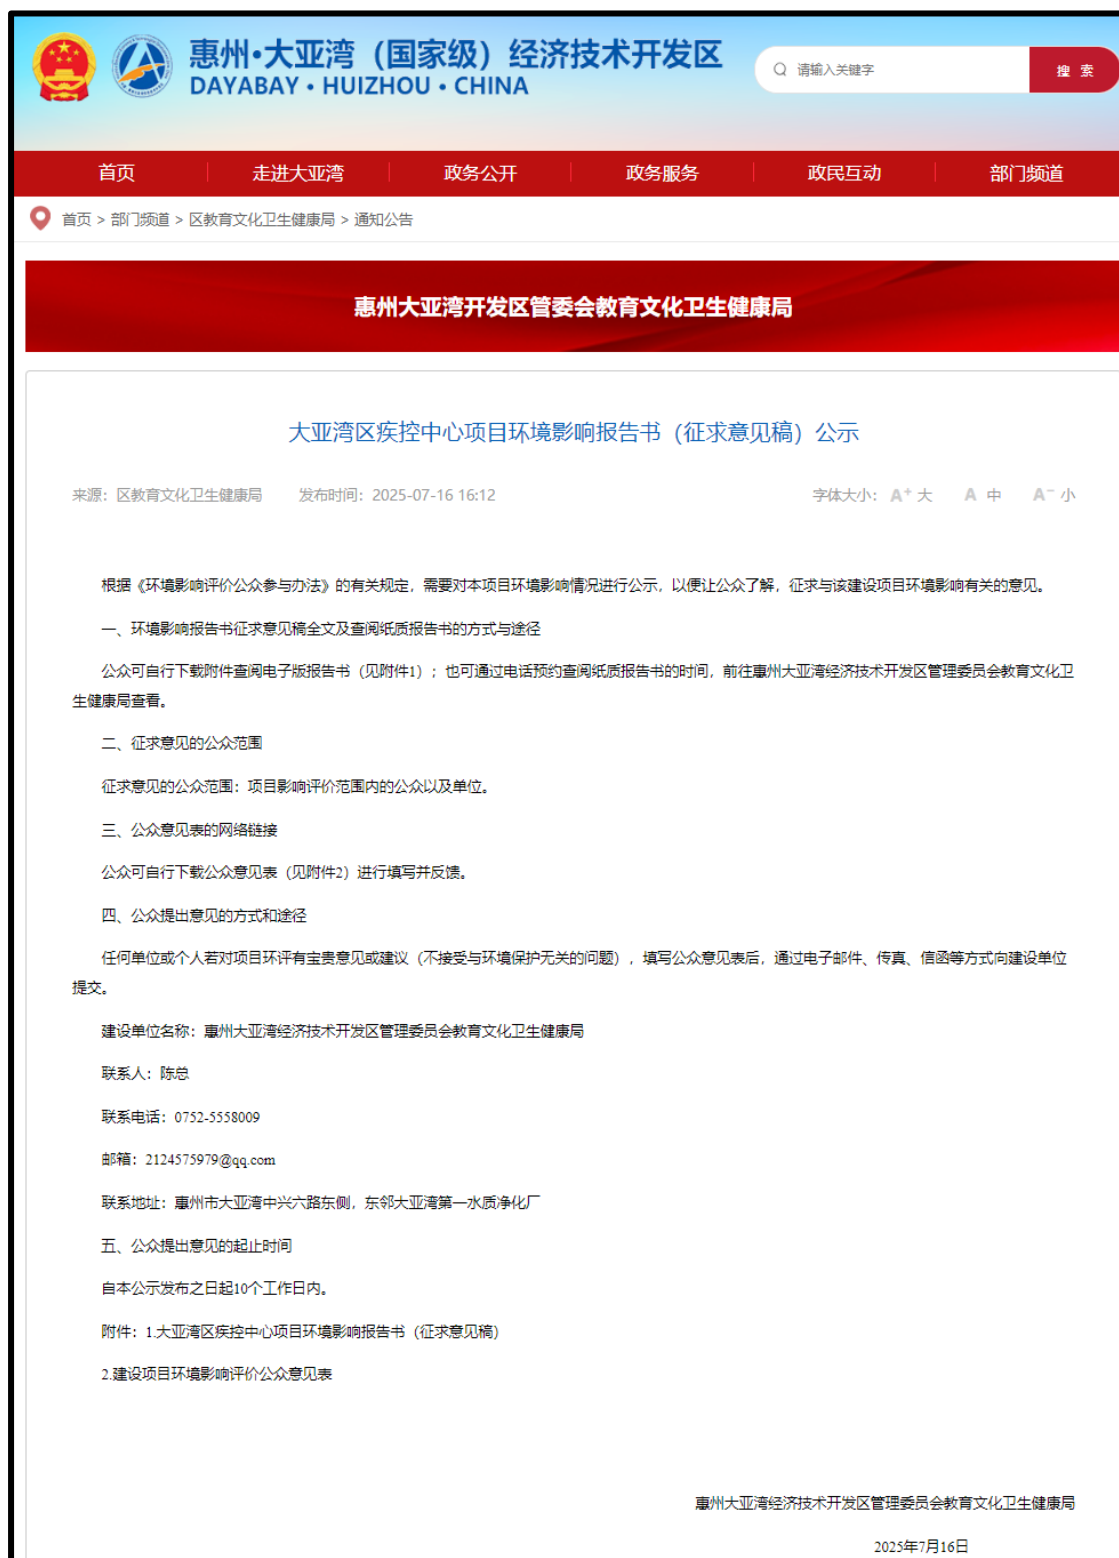 惠州·大亚湾（国家级）经济技术开发区
DAYABAY • HUIZHOU • CHINA
请输入关键字
搜 索
首页 走进大亚湾 政务公开 政务服务 政民互动 部门频道
首页 > 部门频道 > 区教育文化卫生健康局 > 通知公告
惠州大亚湾开发区管委会教育文化卫生健康局
大亚湾区疾控中心项目环境影响报告书（征求意见稿）公示
来源：区教育文化卫生健康局 发布时间：2025-07-16 16:12 字体大小： A+ 大 A 中 A- 小
根据《环境影响评价公众参与办法》的有关规定，需要对本项目环境影响情况进行公示，以便让公众了解，征求与该建设项目环境影响有关的意见。
一、环境影响报告书征求意见稿全文及查阅纸质报告书的方式与途径
公众可自行下载附件查阅电子版报告书（见附件1）；也可通过电话预约查阅纸质报告书的时间，前往惠州大亚湾经济技术开发区管理委员会教育文化卫
生健康局查看。
二、征求意见的公众范围
征求意见的公众范围：项目影响评价范围内的公众以及单位。
三、公众意见表的网络链接
公众可自行下载公众意见表（见附件2）进行填写并反馈。
四、公众提出意见的方式和途径
任何单位或个人若对项目环评有宝贵意见或建议（不接受与环境保护无关的问题），填写公众意见表后，通过电子邮件、传真、信函等方式向建设单位
提交。
建设单位名称：惠州大亚湾经济技术开发区管理委员会教育文化卫生健康局
联系人：陈总
联系电话：0752-5558009
邮箱：2124575979@qq.com
联系地址：惠州市大亚湾中兴六路东侧，东邻大亚湾第一水质净化厂
五、公众提出意见的起止时间
自本公示发布之日起10个工作日内。
附件：1.大亚湾区疾控中心项目环境影响报告书（征求意见稿）
2.建设项目环境影响评价公众意见表
惠州大亚湾经济技术开发区管理委员会教育文化卫生健康局
2025年7月16日